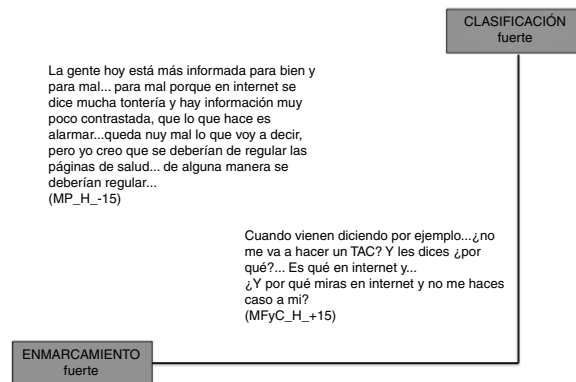 CLASIFICACIÓN
fuerte
La gente hoy está más informada para bien y
para mal... para mal porque en internet se
dice mucha tontería y hay información muy
poco contrastada, que lo que hace es
alarmar...queda nuy mal lo que voy a decir,
pero yo creo que se deberían de regular las
páginas de salud... de alguna manera se
deberían regular...
(MP_H_-15)
Cuando vienen diciendo por ejemplo...¿no
me va a hacer un TAC? Y les dices ¿por
qué?... Es qué en internet y...
¿Y por qué miras en internet y no me haces
caso a mi?
(MFyC_H_+15)
ENMARCAMIENTO
fuerte